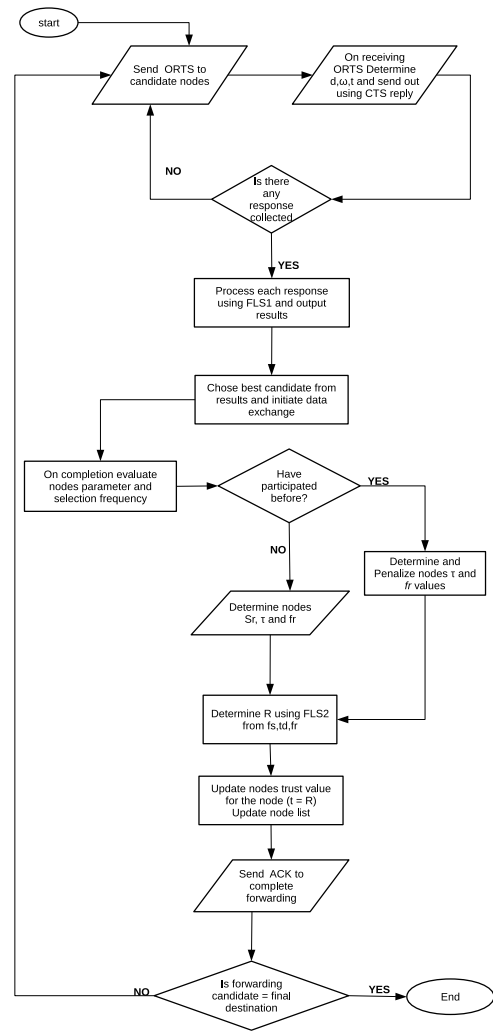 start
Send ORTS to
candidate nodes
On receiving
ORTS Determine
d,ω,t and send out
using CTS reply
NO
Is there
any
response
collected
YES
Process each response
using FLS1 and output
results
Chose best candidate from
results and initiate data
exchange
On completion evaluate
nodes parameter and
selection frequency
Have
participated
before?
YES
NO
Determine and
Penalize nodes τ and
fr values
Determine nodes
Sr, τ and fr
Determine R using FLS2
from fs,td,fr
Update nodes trust value
for the node (t = R)
Update node list
Send ACK to
complete
forwarding
NO
Is forwarding
candidate = final
destination
YES
End